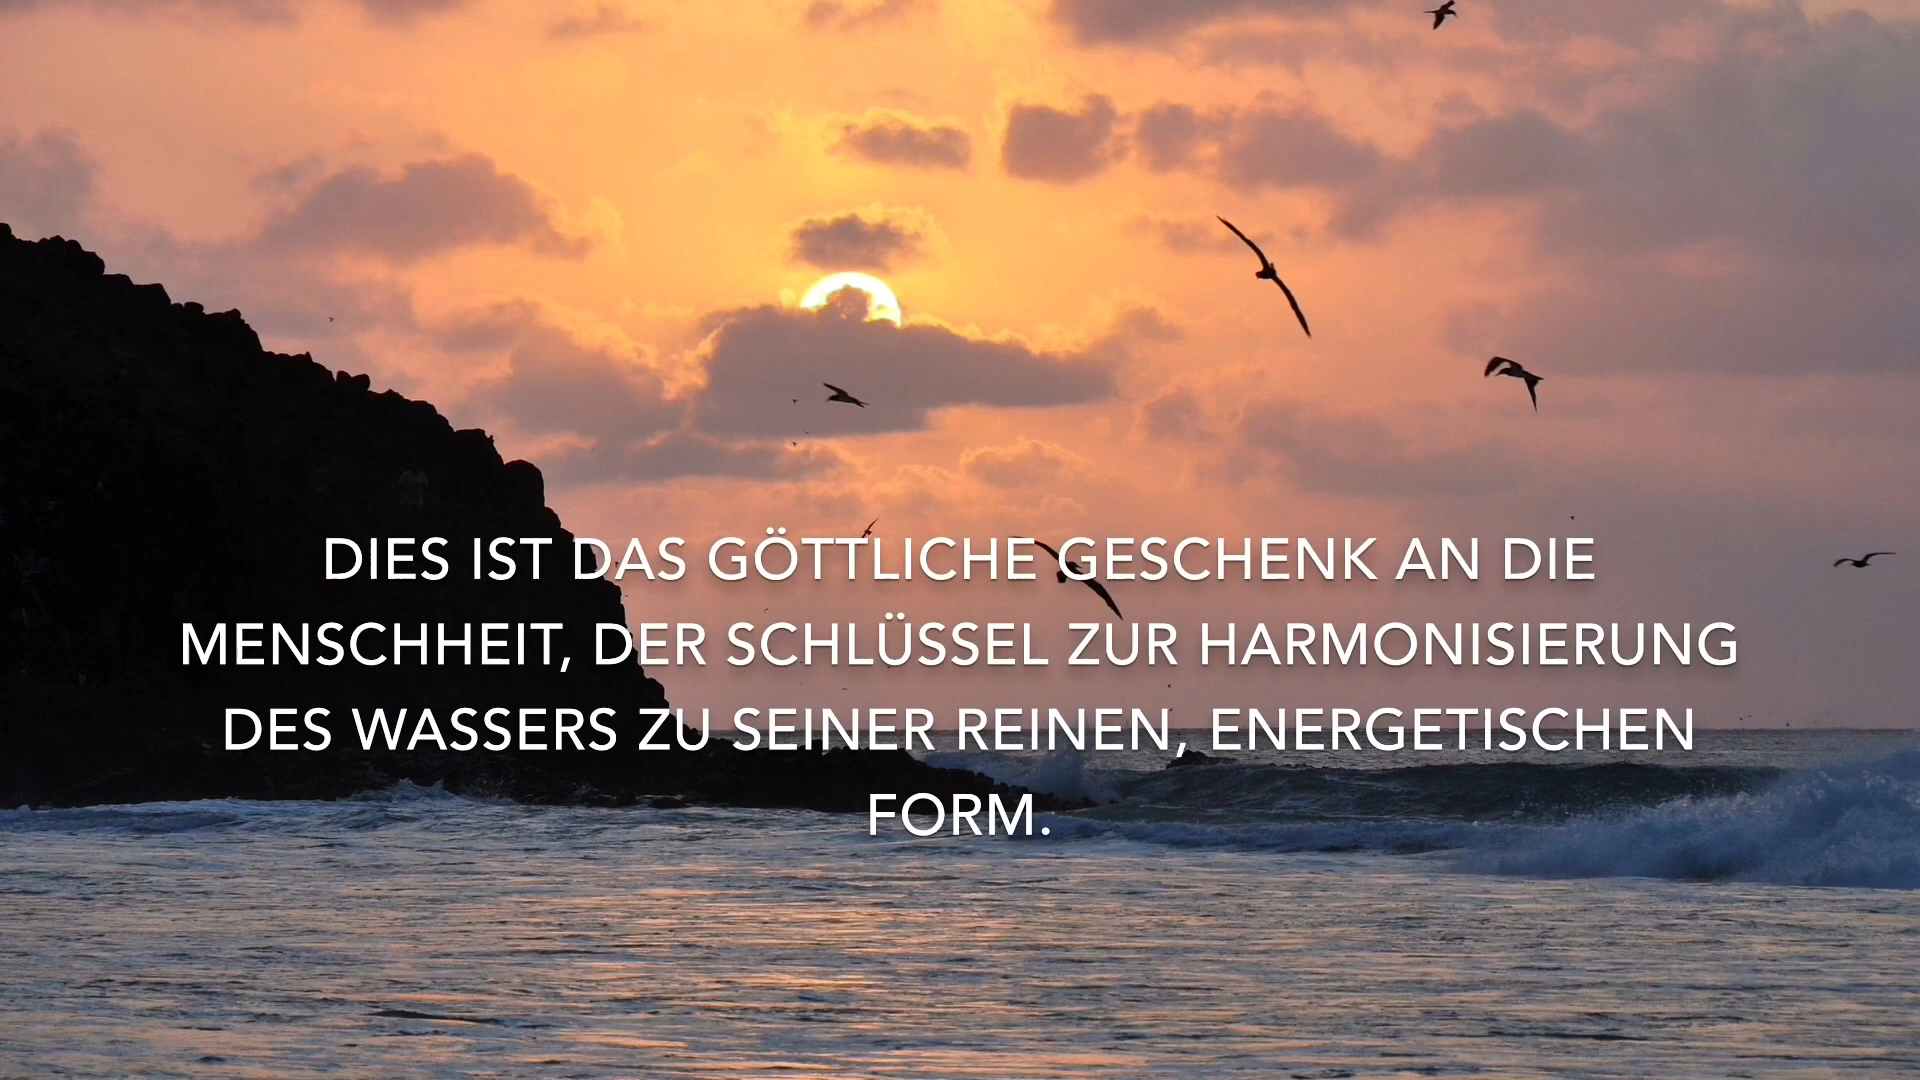 DIES IST DAS GÖTTLICHE GESCHENK AN DIE
MENSCHHEIT, DER SCHLÜSSEL ZUR HARMONISIERUNG
DES WASSERS ZU SEINER REINEN, ENERGETISCHEN
FORM.